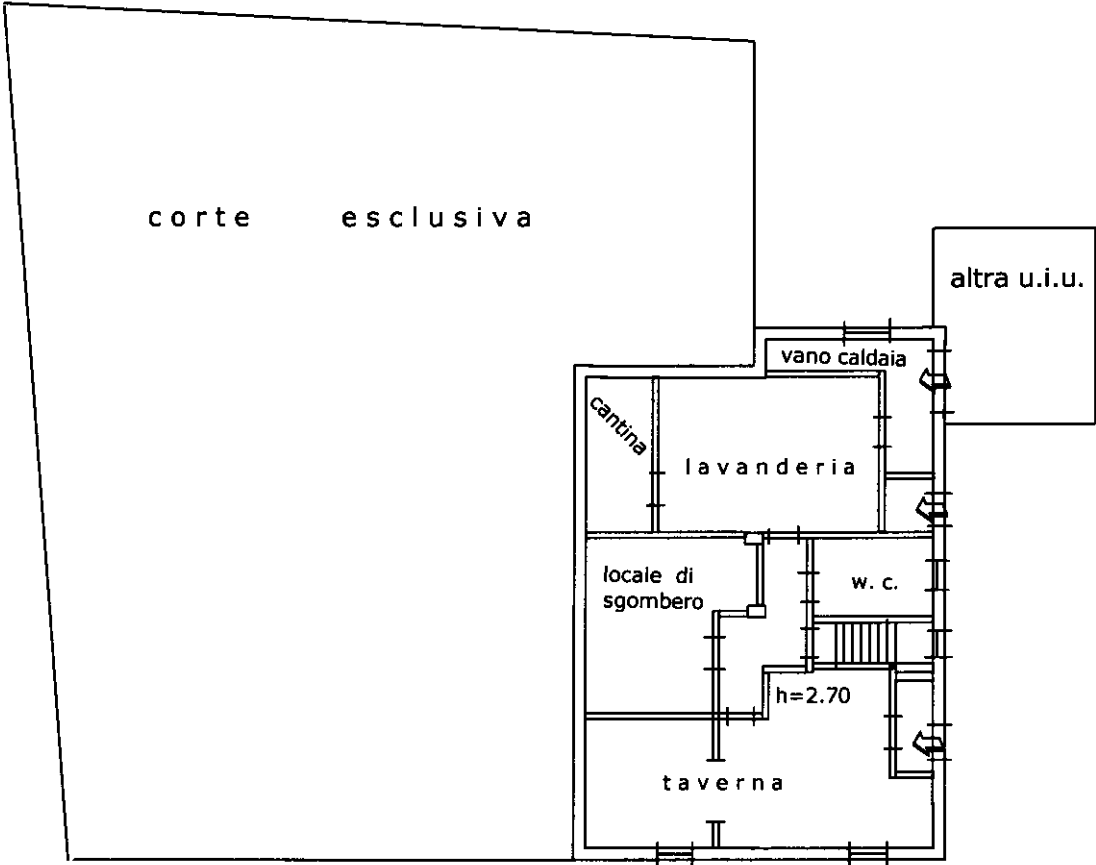 corte esclusiva
altra u.i.u.
vano caldaia
cantina
lavanderia
locale di
sgombero
w. c.
h=2.70
taverna